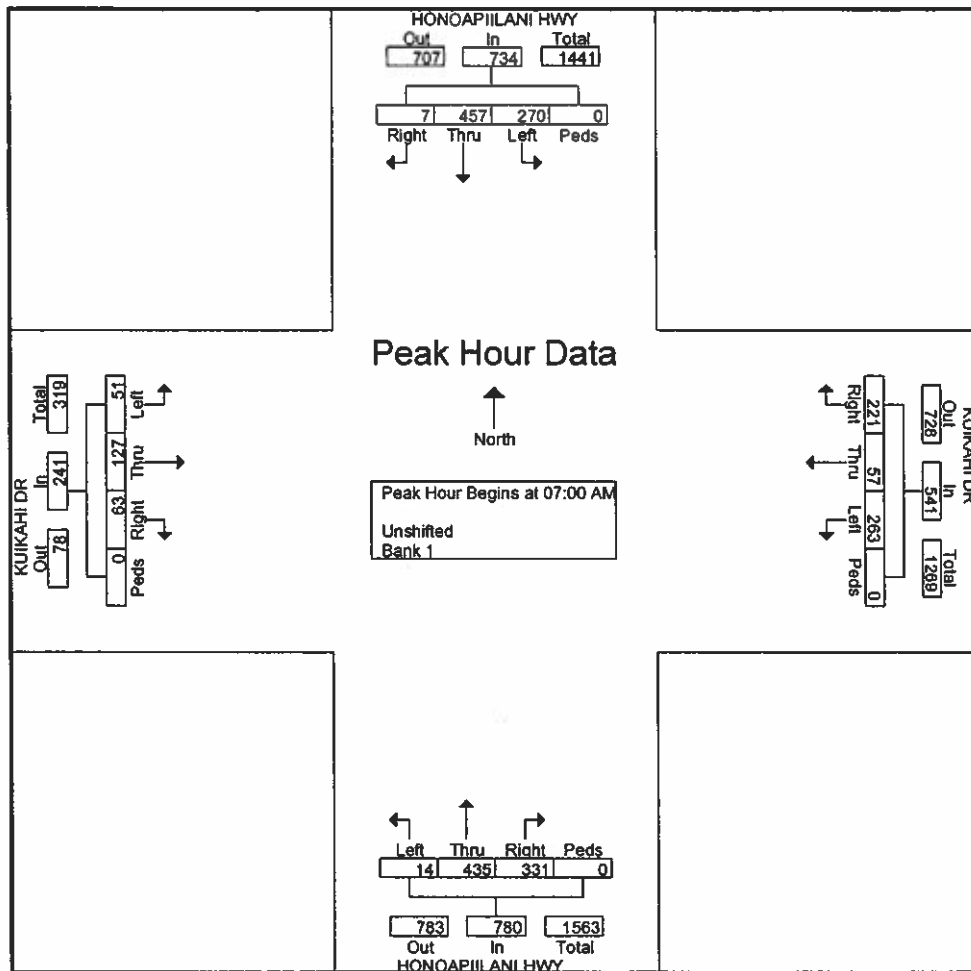 HONOAPIILANI HWY
Out In Total
707 734 1441
7 457 270 0
Right Thru Left Peds
Peak Hour Data
North
Peak Hour Begins at 07:00 AM
Unshifted
Bank 1
KUIKAHI DR
Out In Total
78 241 319
51 127 63 0
Left Thru Right Peds
KUIKAHI DR
Out In Total
728 541 1269
221 57 263 0
Right Thru Left Peds
Left Thru Right Peds
14 435 331 0
783 780 1563
Out In Total
HONOAPIILANI HWY